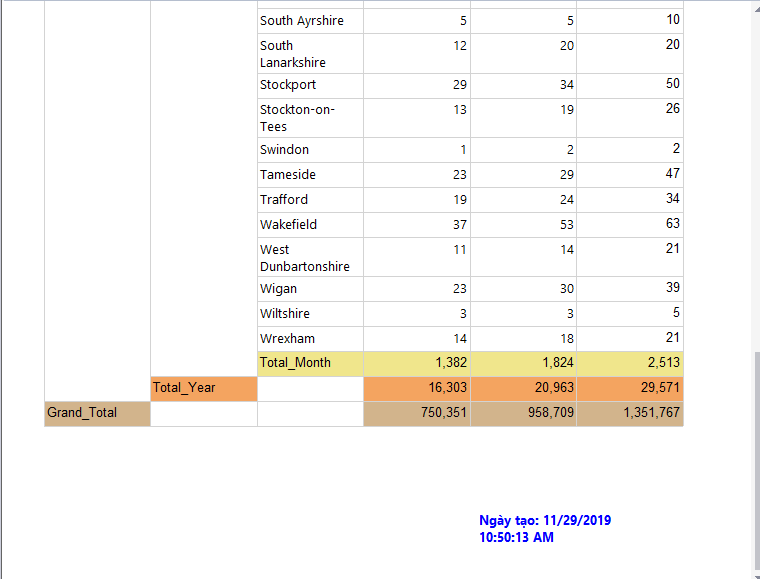 South Ayrshire 5 5 10
South
Lanarkshire 12 20 20
Stockport 29 34 50
Stockton-on-
Tees 13 19 26
Swindon 1 2 2
Tameside 23 29 47
Trafford 19 24 34
Wakefield 37 53 63
West
Dunbartonshire 11 14 21
Wigan 23 30 39
Wiltshire 3 3 5
Wrexham 14 18 21
Total_Month 1,382 1,824 2,513
Total_Year 16,303 20,963 29,571
Grand_Total 750,351 958,709 1,351,767
Ngày tạo: 11/29/2019
10:50:13 AM